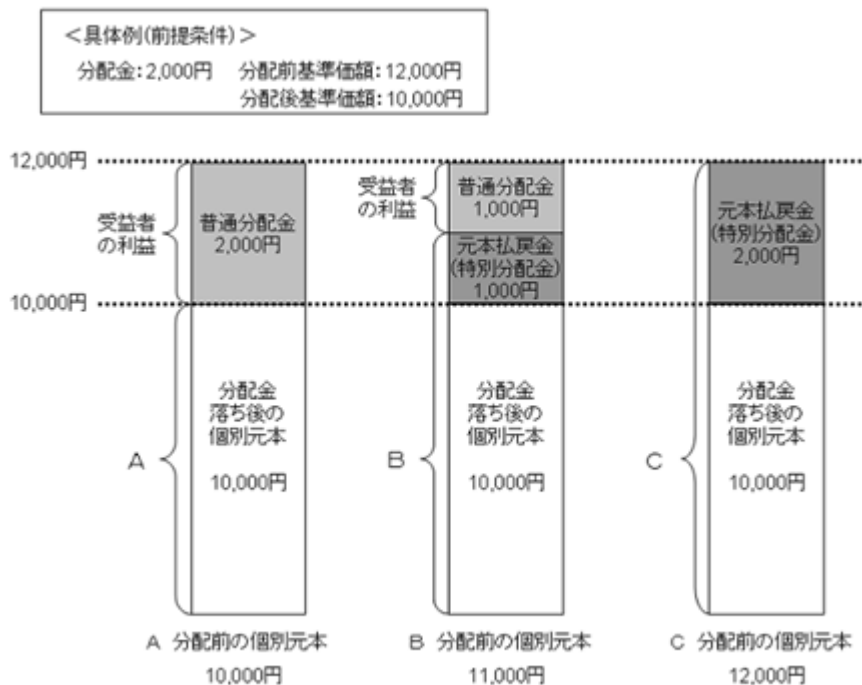 ＜具体例(前提条件)＞
分配金:2,000円　分配前基準価額:12,000円
分配後基準価額:10,000円
12,000円
受益者
の利益
普通分配金
2,000円
受益者
の利益
普通分配金
1,000円
元本払戻金
(特別分配金)
1,000円
元本払戻金
(特別分配金)
2,000円
10,000円
A
分配金
落ち後の
個別元本
10,000円
B
分配金
落ち後の
個別元本
10,000円
C
分配金
落ち後の
個別元本
10,000円
A 分配前の個別元本
10,000円
B 分配前の個別元本
11,000円
C 分配前の個別元本
12,000円